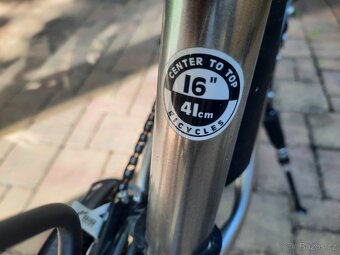 CENTER TO TOP
16"
41cm
BICYCLES